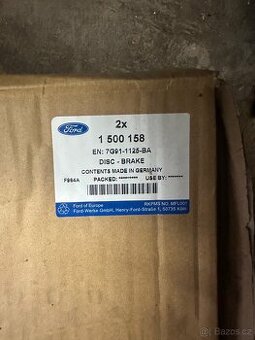 2x
Ford
1 500 158
EN: 7G91-1125-BA
DISC - BRAKE
CONTENTS MADE IN GERMANY
PACKED: ********* USE BY: *******
F884A
Ford of Europe
Ford-Werke GmbH, Henry-Ford-Straße 1, 50735 Köln
bazos.cz